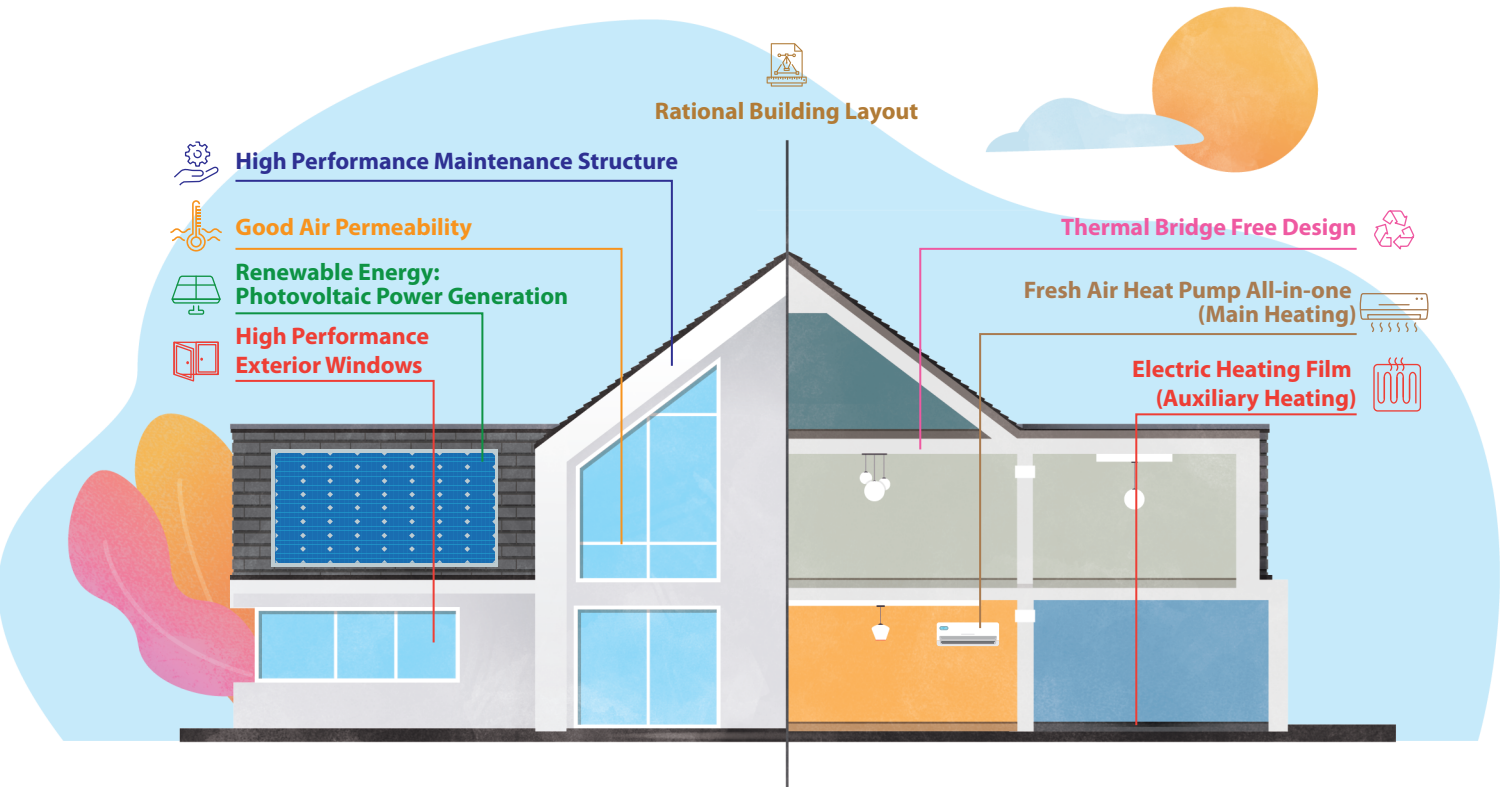 Rational Building Layout
High Performance Maintenance Structure
Good Air Permeability
Renewable Energy:
Photovoltaic Power Generation
High Performance
Exterior Windows
Thermal Bridge Free Design
Fresh Air Heat Pump All-in-one
(Main Heating)
Electric Heating Film
(Auxiliary Heating)